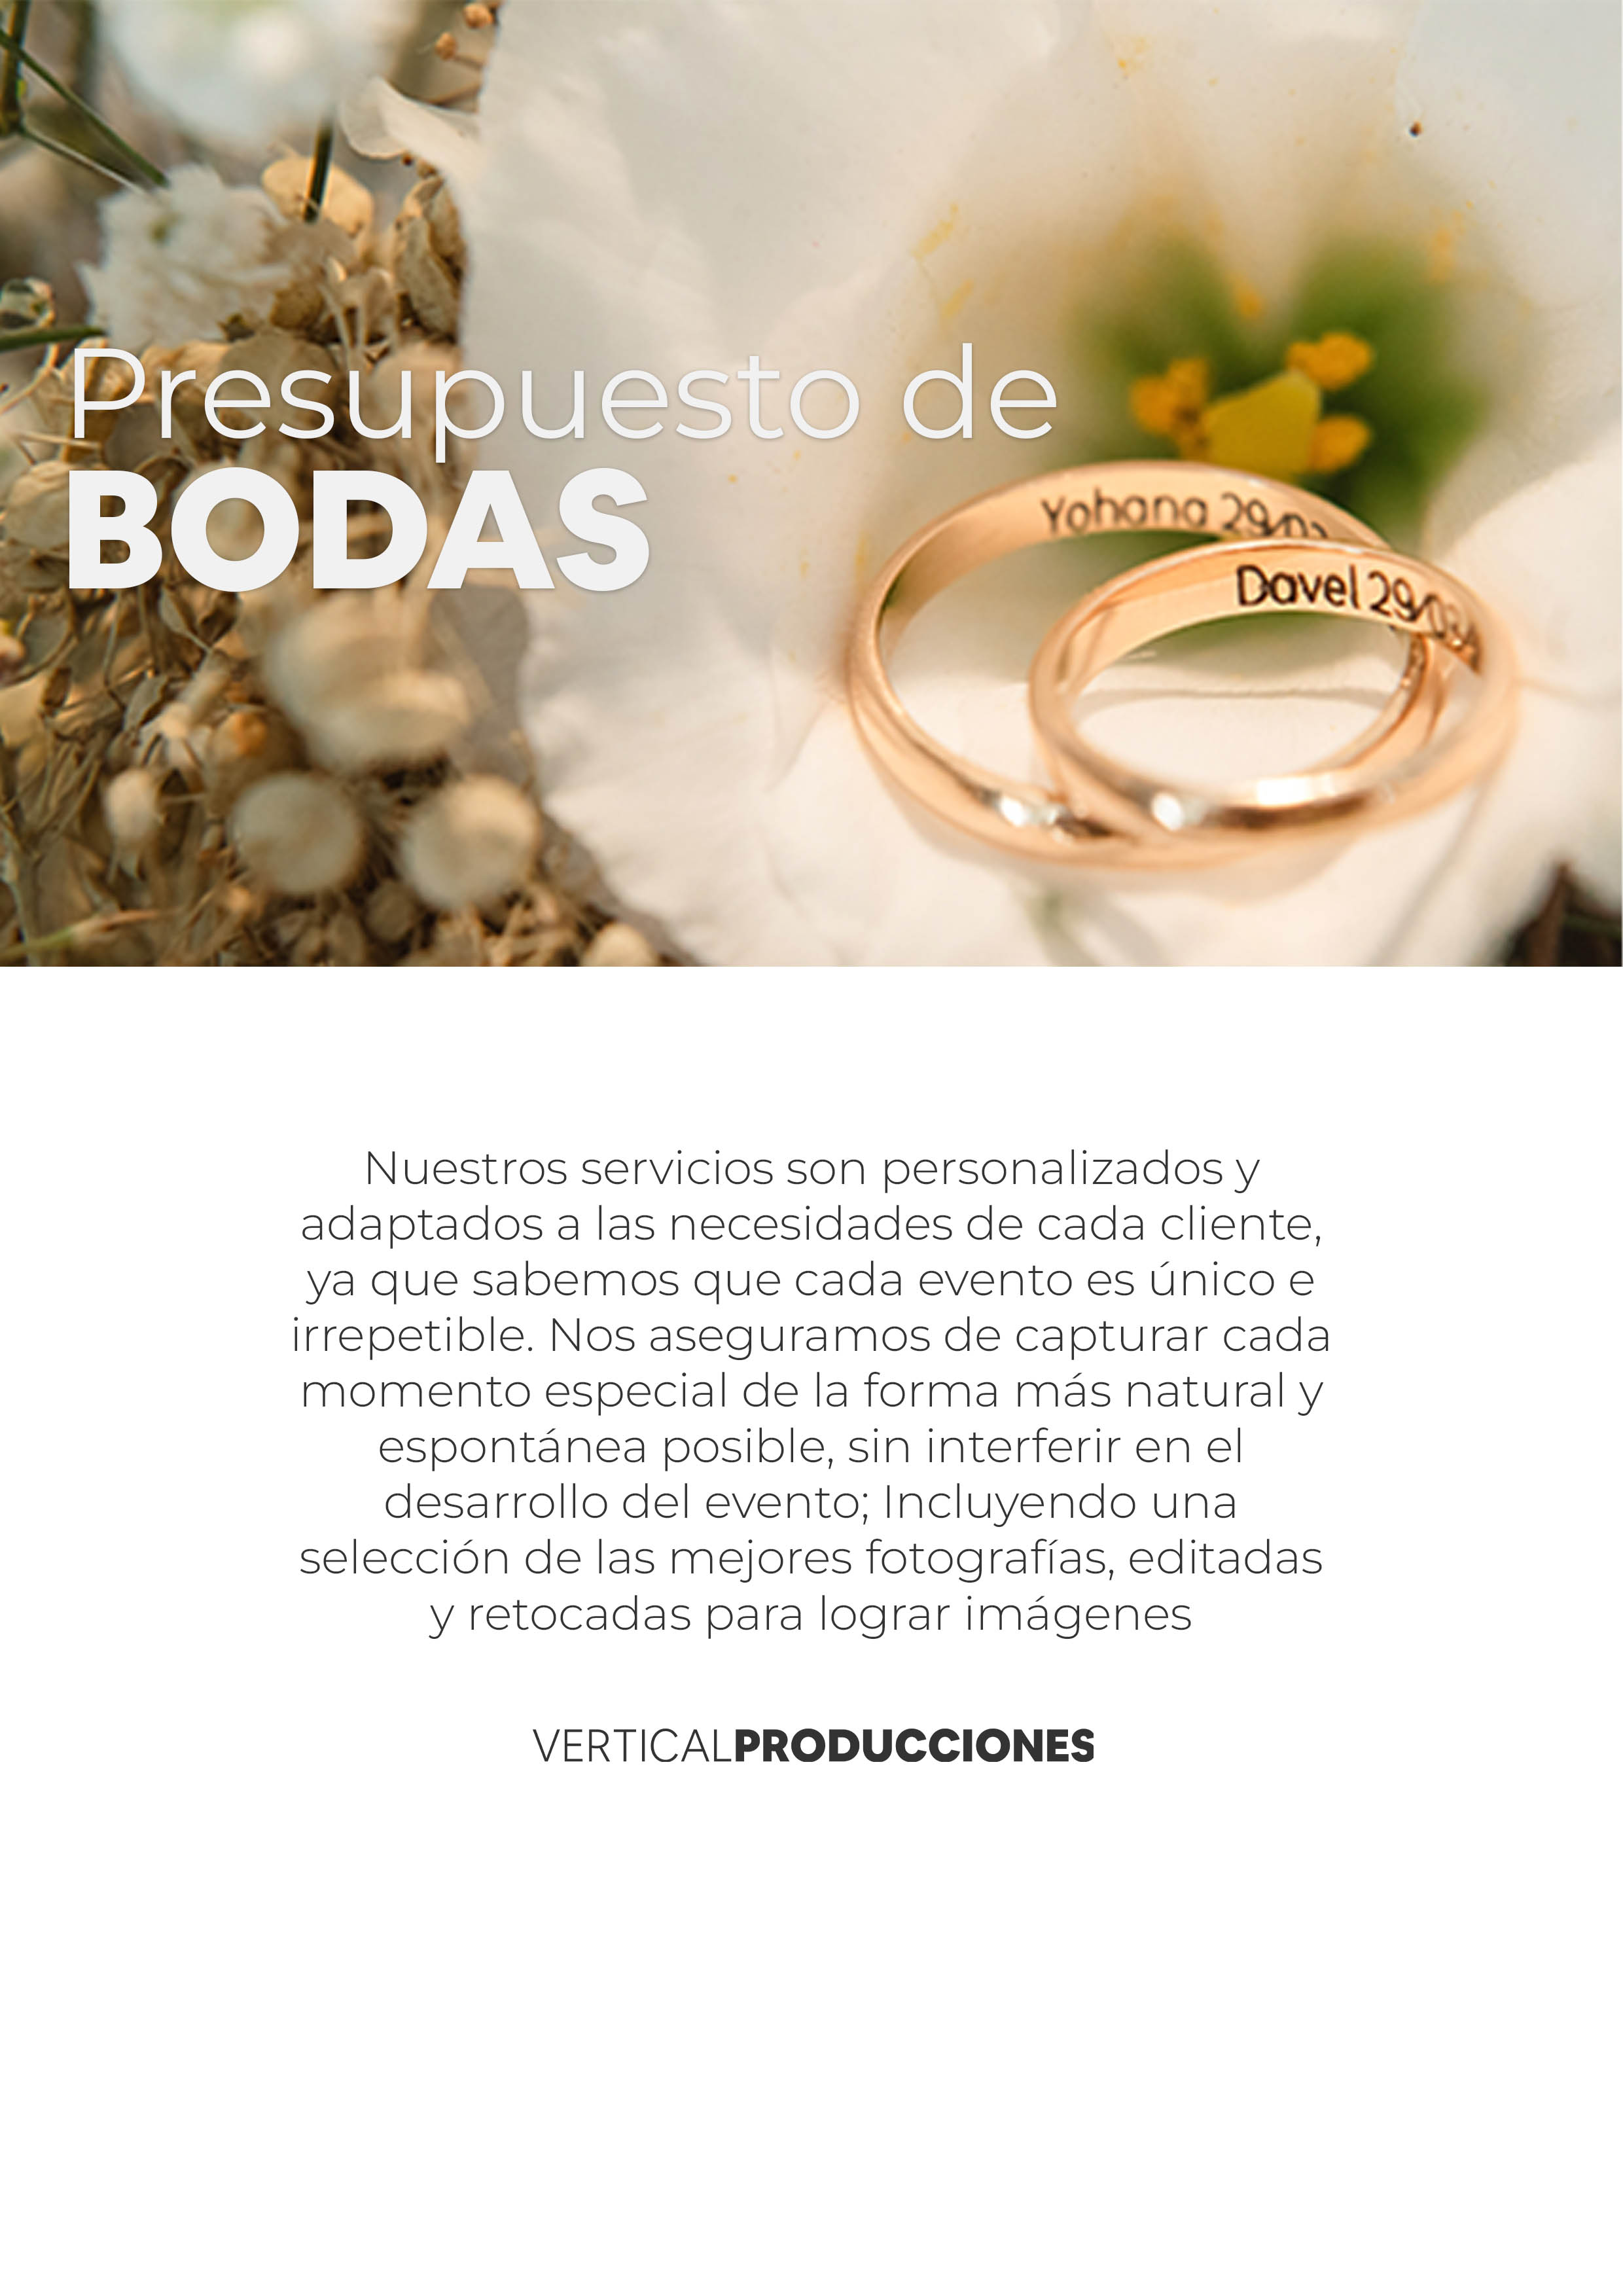 Presupuesto de
BODAS
Yohana 29/03
Davel 29/03/
Nuestros servicios son personalizados y
adaptados a las necesidades de cada cliente,
ya que sabemos que cada evento es único e
irrepetible. Nos aseguramos de capturar cada
momento especial de la forma más natural y
espontánea posible, sin interferir en el
desarrollo del evento; Incluyendo una
selección de las mejores fotografías, editadas
y retocadas para lograr imágenes
VERTICALPRODUCCIONES